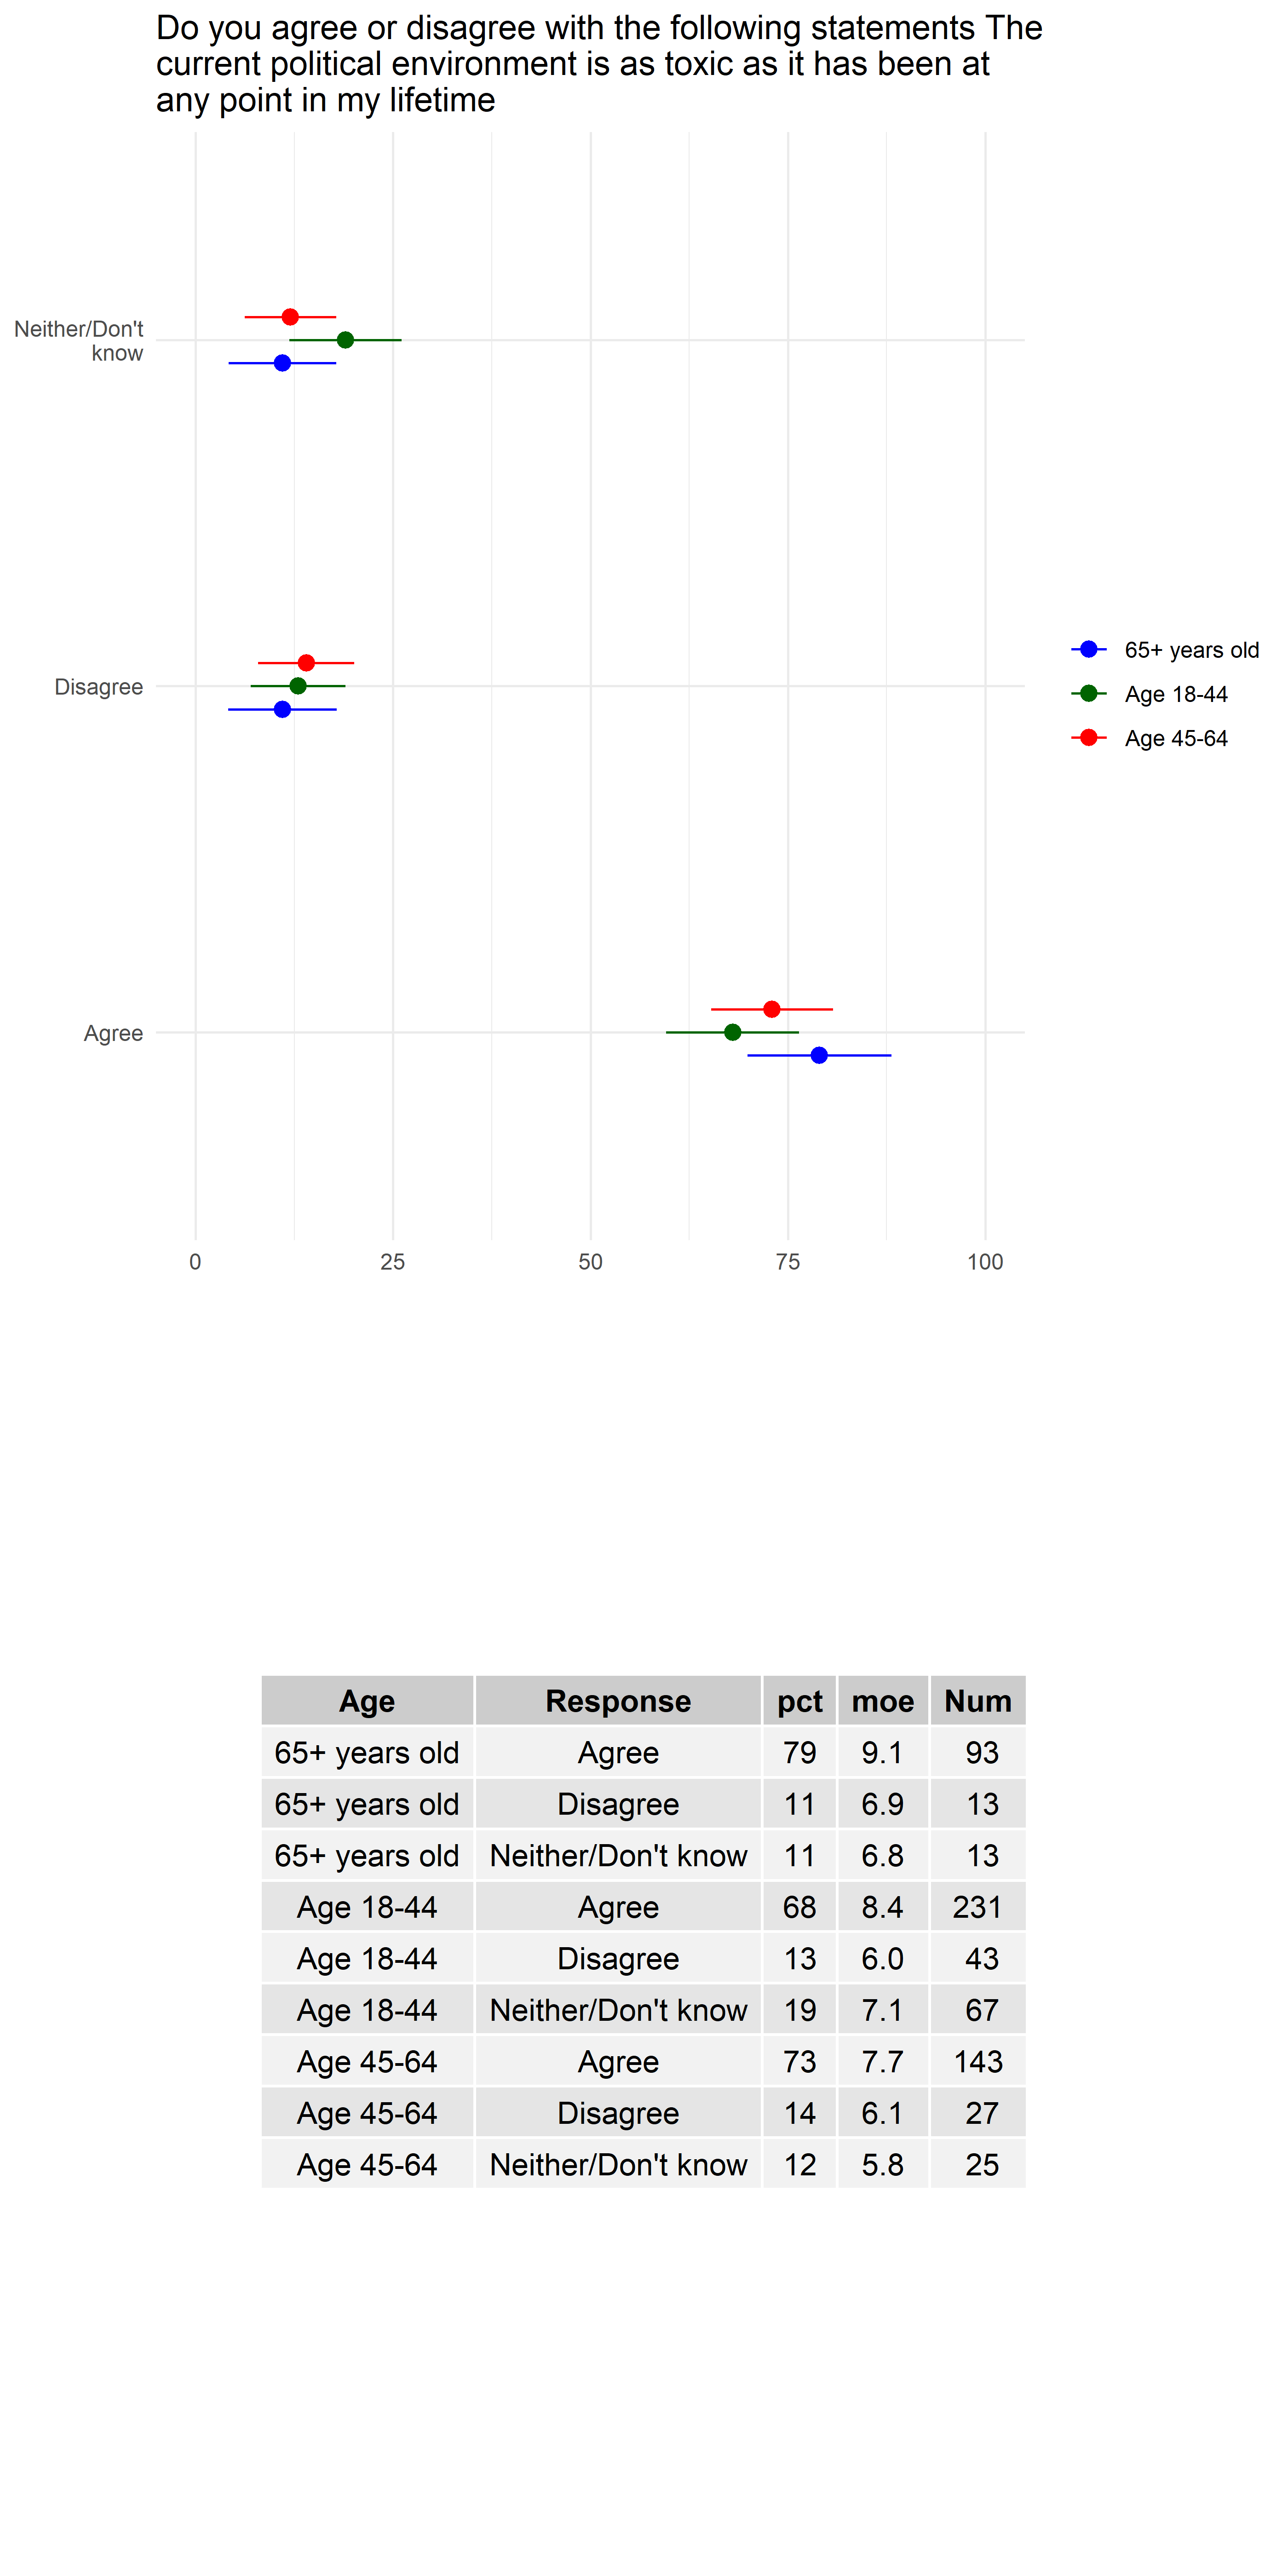 Do you agree or disagree with the following statements The
current political environment is as toxic as it has been at
any point in my lifetime
Neither/Don't
know
Disagree
Agree
0 25 50 75 100
65+ years old
Age 18-44
Age 45-64
Age Response pct moe Num
65+ years old Agree 79 9.1 93
65+ years old Disagree 11 6.9 13
65+ years old Neither/Don't know 11 6.8 13
Age 18-44 Agree 68 8.4 231
Age 18-44 Disagree 13 6.0 43
Age 18-44 Neither/Don't know 19 7.1 67
Age 45-64 Agree 73 7.7 143
Age 45-64 Disagree 14 6.1 27
Age 45-64 Neither/Don't know 12 5.8 25